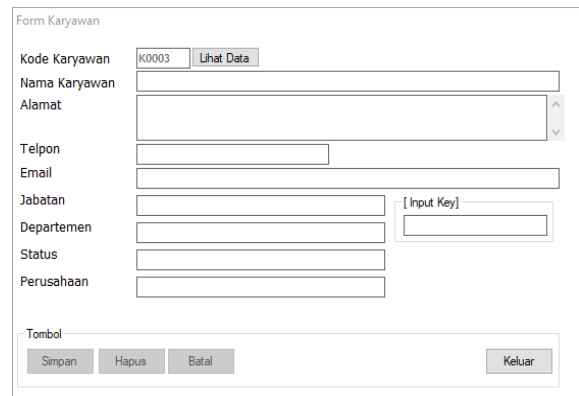 Form Karyawan
Kode Karyawan K0003 Lihat Data
Nama Karyawan
Alamat
Telpon
Email
Jabatan [ Input Key]
Departemen
Status
Perusahaan
Tombol
Simpan Hapus Batal Keluar